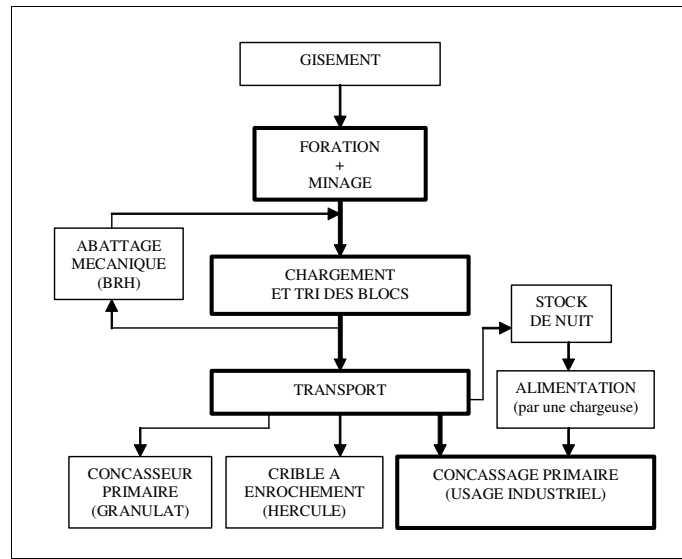 GISEMENT
FORATION
+
MINAGE
ABATTAGE
MECANIQUE
(BRH)
CHARGEMENT
ET TRI DES BLOCS
STOCK
DE NUIT
TRANSPORT
ALIMENTATION
(par une chargeuse)
CONCASSEUR
PRIMAIRE
(GRANULAT)
CRIBLE A
ENROCHEMENT
(HERCULE)
CONCASSAGE PRIMAIRE
(USAGE INDUSTRIEL)